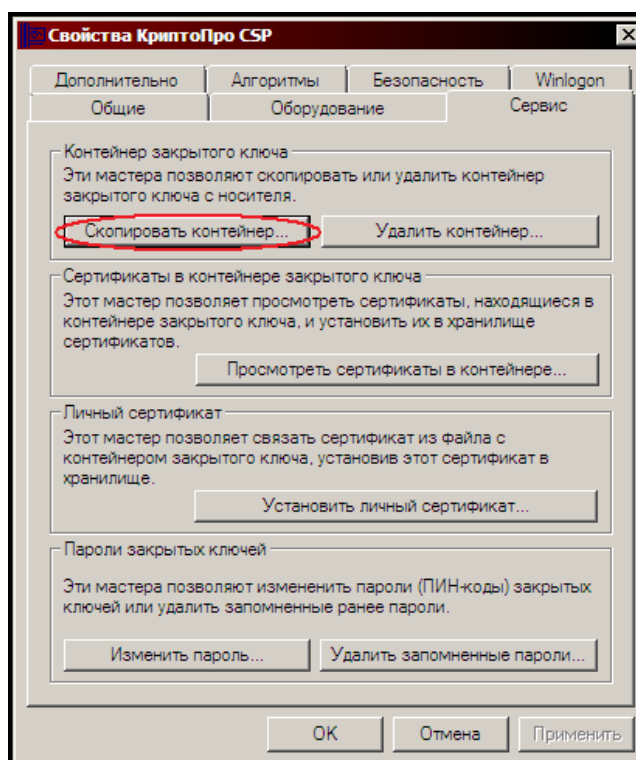 Свойства КриптоПро CSP
Дополнительно Алгоритмы Безопасность Winlogon
Общие Оборудование Сервис
Контейнер закрытого ключа
Эти мастера позволяют скопировать или удалить контейнер
закрытого ключа с носителя.
Скопировать контейнер... Удалить контейнер...
Сертификаты в контейнере закрытого ключа
Этот мастер позволяет просмотреть сертификаты, находящиеся в
контейнере закрытого ключа, и установить их в хранилище
сертификатов.
Просмотреть сертификаты в контейнере...
Личный сертификат
Этот мастер позволяет связать сертификат из файла с
контейнером закрытого ключа, установив этот сертификат в
хранилище.
Установить личный сертификат...
Пароли закрытых ключей
Эти мастера позволяют измененить пароли (ПИН-коды) закрытых
ключей или удалить запомненные ранее пароли.
Изменить пароль... Удалить запомненные пароли...
OK Отмена Применить